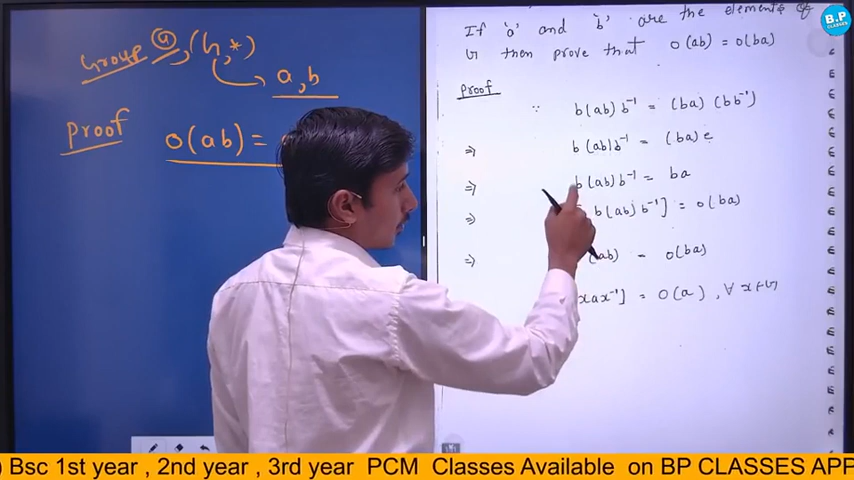 Group G, (G, *)
a, b
Proof
o(ab) =
If 'a' and 'b' are the elements of
G then prove that o(ab) = o(ba)
Proof
∵ b(ab)b⁻¹ = (ba)(bb⁻¹)
⇒ b(ab)b⁻¹ = (ba)e
⇒ b(ab)b⁻¹ = ba
⇒ b(ab)b⁻¹] = o(ba)
⇒ (ab) = o(ba)
xax⁻¹] = o(a), ∀ x∈G
B.P
CLASSES
) Bsc 1st year , 2nd year , 3rd year PCM Classes Available on BP CLASSES APP